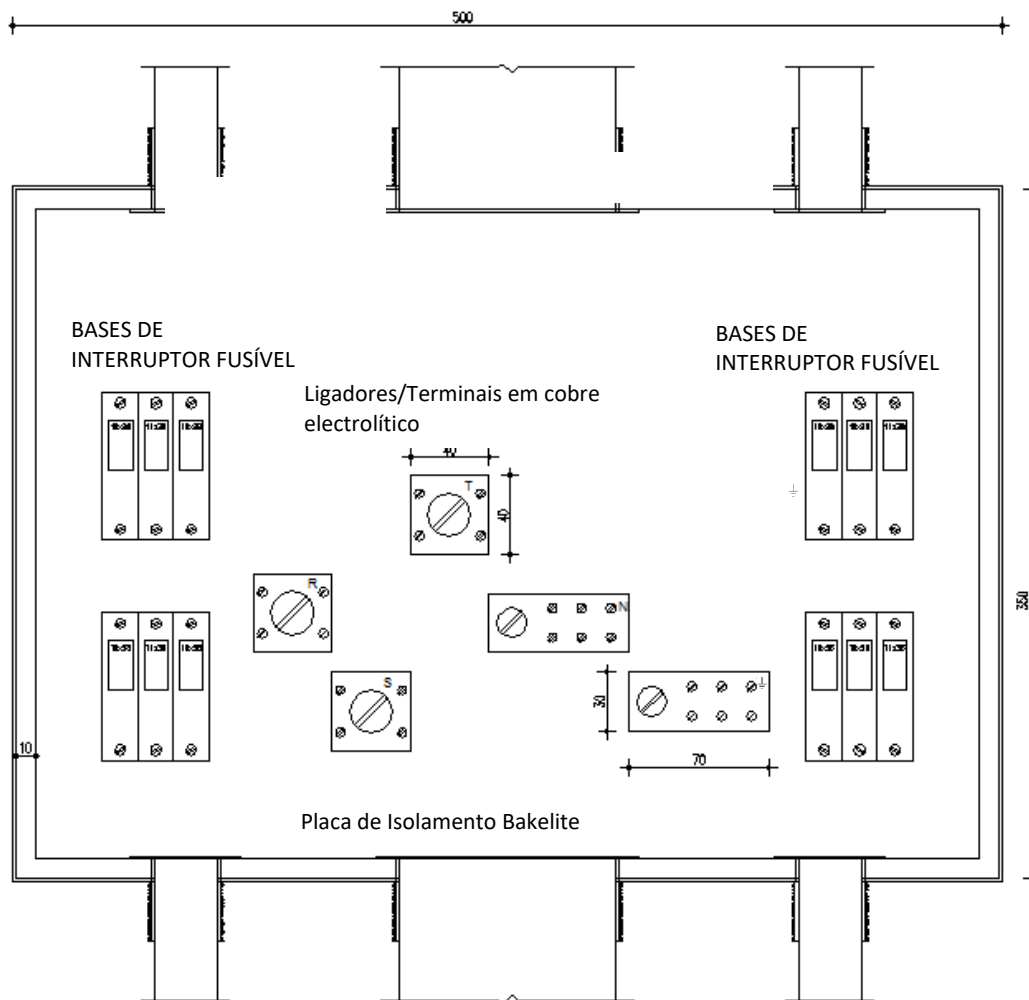 500
BASES DE
INTERRUPTOR FUSÍVEL
BASES DE
INTERRUPTOR FUSÍVEL
Ligadores/Terminais em cobre
electrolítico
40
T
40
R
N
350
S
30
10
70
Placa de Isolamento Bakelite